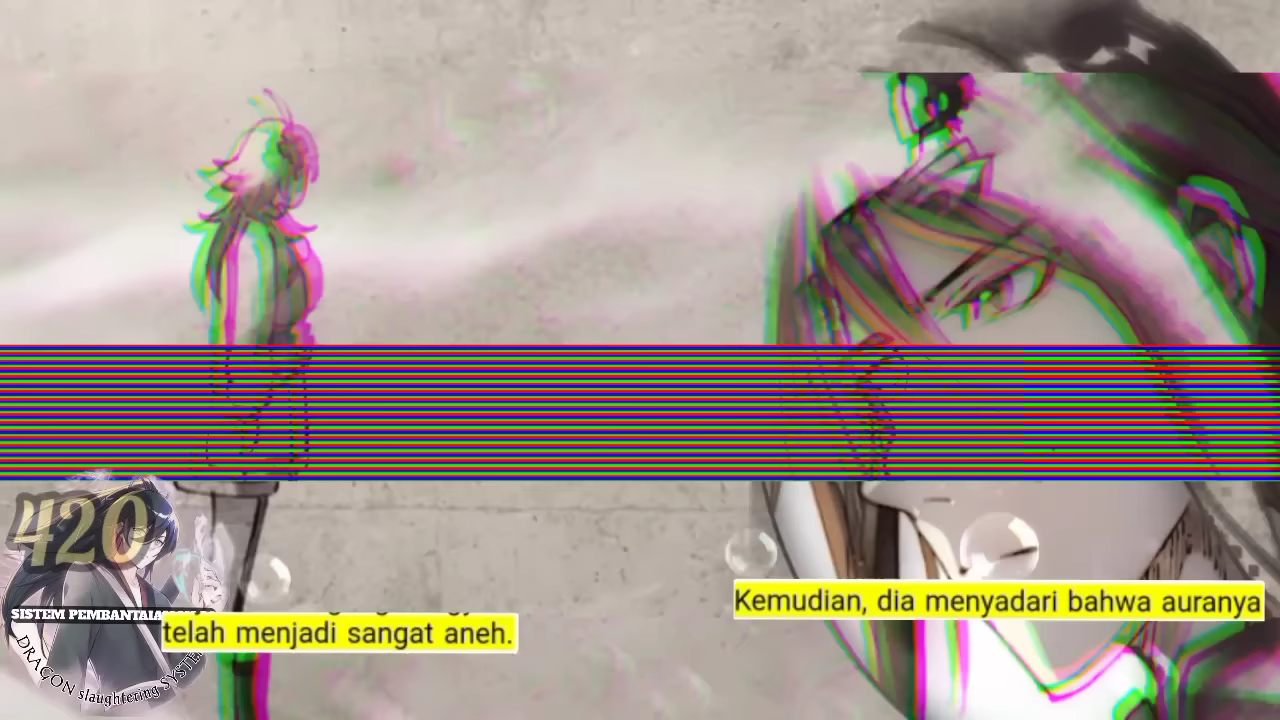 420
SISTEM PEMBANTAIAN
DRAGON slaughtering SYSTEM
telah menjadi sangat aneh.
Kemudian, dia menyadari bahwa auranya